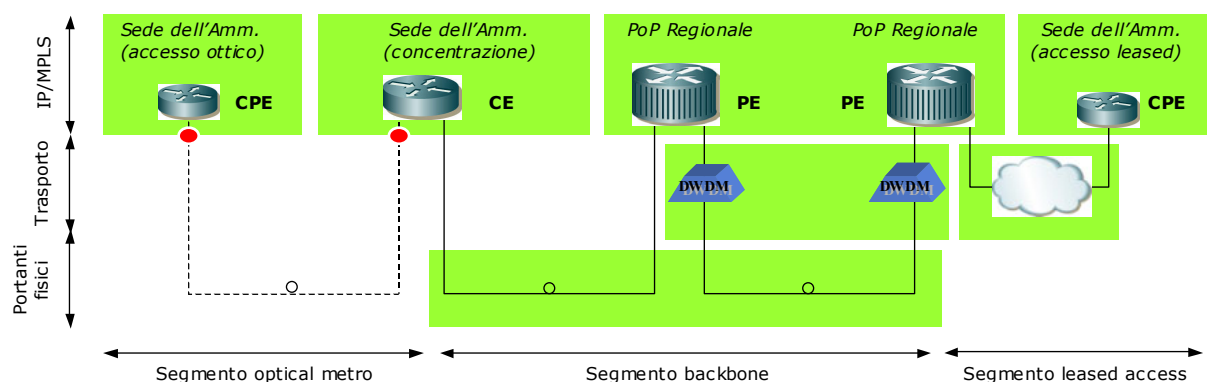 Sede dell'Amm.
(accesso ottico)
Sede dell'Amm.
(concentrazione)
PoP Regionale
PoP Regionale
Sede dell'Amm.
(accesso leased)
IP/MPLS
CPE
CE
PE
PE
CPE
Trasporto
DWDM
DWDM
Portanti
fisici
Segmento optical metro
Segmento backbone
Segmento leased access